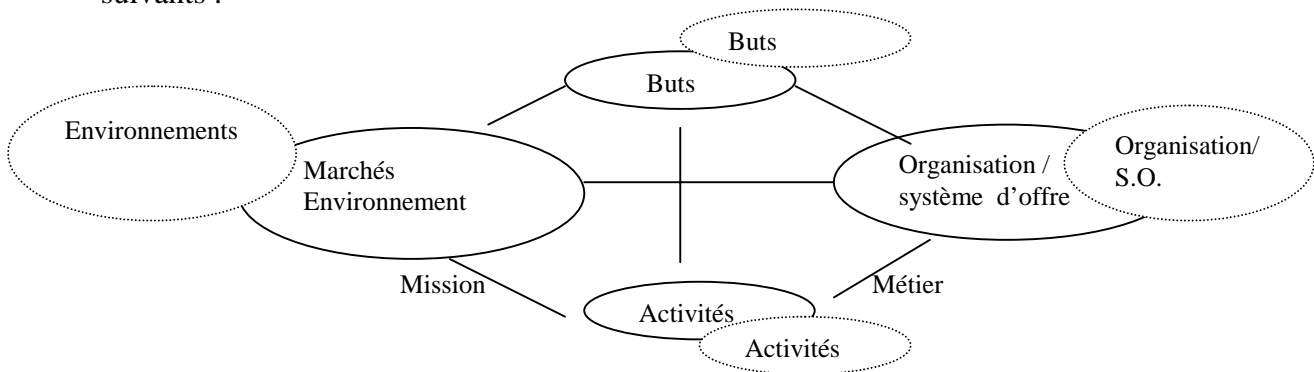 suivants :
Buts
Buts
Environnements
Marchés
Environnement
Organisation /
système d’offre
Organisation/
S.O.
Mission
Métier
Activités
Activités